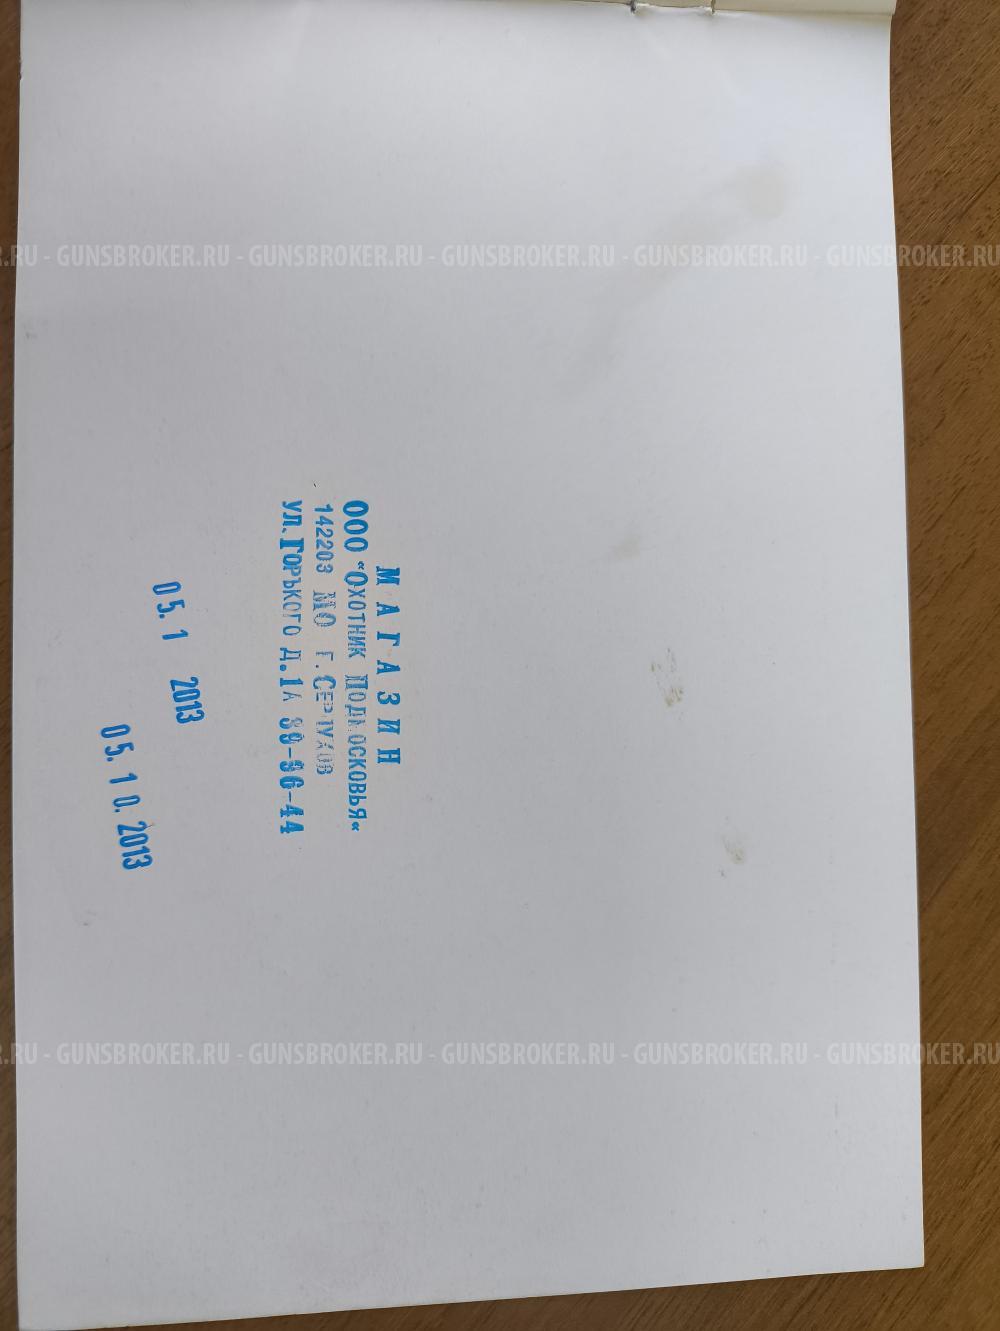 МАГАЗИН
ООО «Охотник Подмосковья«
142203 МО г.Серпухов
ул.Горького д.1А 39-96-44
05.1 2013
05.10.2013
GUNSBROKER.RU - GUNSBROKER.RU - GUNSBROKER.RU - GUNSBROKER.RU - GUNSBROKER.RU
GUNSBROKER.RU - GUNSBROKER.RU - GUNSBROKER.RU - GUNSBROKER.RU - GUNSBROKER.RU